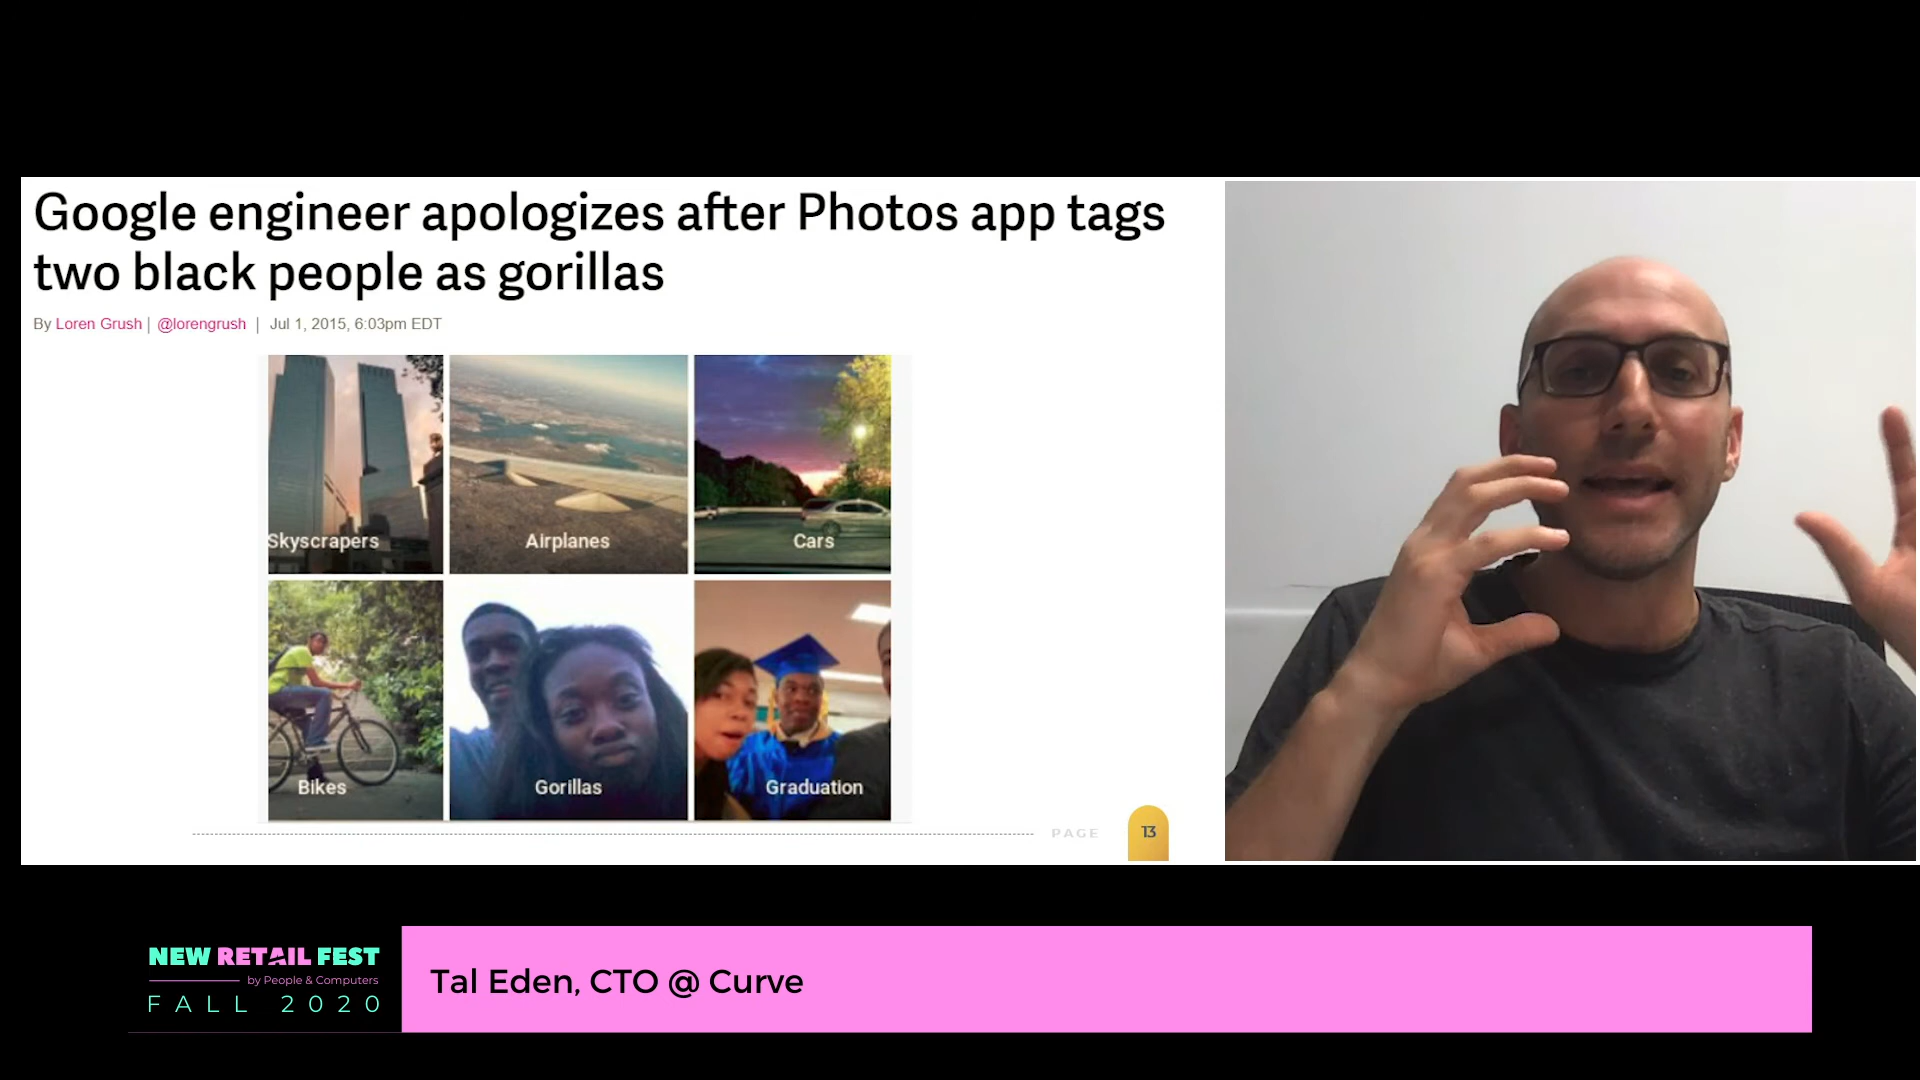 Google engineer apologizes after Photos app tags
two black people as gorillas
By Loren Grush | @lorengrush | Jul 1, 2015, 6:03pm EDT
Skyscrapers
Airplanes
Cars
Bikes
Gorillas
Graduation
PAGE 13
NEW RETAIL FEST
by People & Computers
FALL 2020
Tal Eden, CTO @ Curve